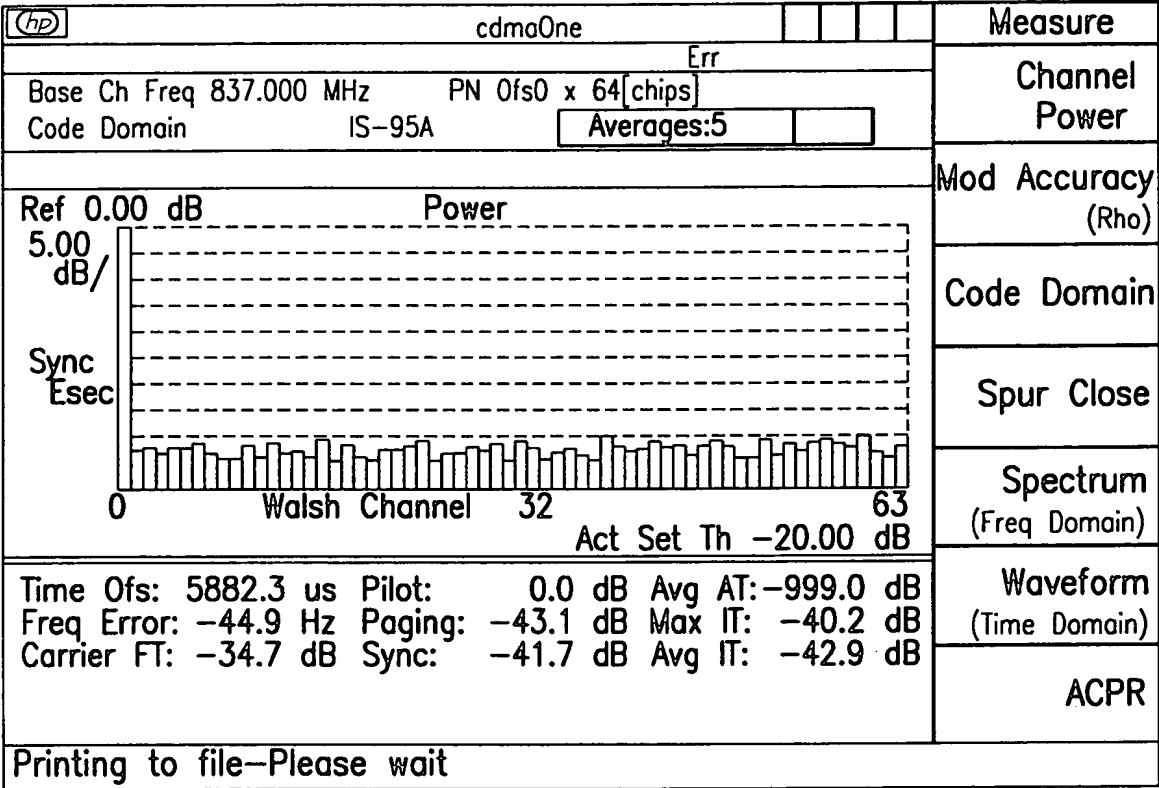 hp
cdmaOne
Err
Base Ch Freq 837.000 MHz PN Ofs0 x 64[chips]
Code Domain IS-95A Averages:5
Ref 0.00 dB Power
5.00
dB/
Sync
Esec
0 Walsh Channel 32 63
Act Set Th -20.00 dB
Time Ofs: 5882.3 us Pilot: 0.0 dB Avg AT:-999.0 dB
Freq Error: -44.9 Hz Paging: -43.1 dB Max IT: -40.2 dB
Carrier FT: -34.7 dB Sync: -41.7 dB Avg IT: -42.9 dB
Printing to file-Please wait
Measure
Channel
Power
Mod Accuracy
(Rho)
Code Domain
Spur Close
Spectrum
(Freq Domain)
Waveform
(Time Domain)
ACPR